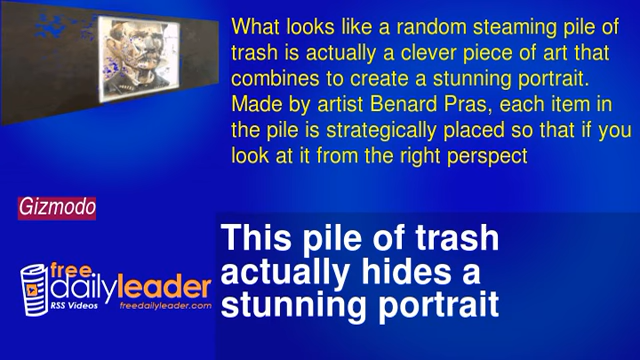 What looks like a random steaming pile of
trash is actually a clever piece of art that
combines to create a stunning portrait.
Made by artist Benard Pras, each item in
the pile is strategically placed so that if you
look at it from the right perspect
Gizmodo
This pile of trash
actually hides a
stunning portrait
free
dailyleader
RSS Videos freedailyleader.com